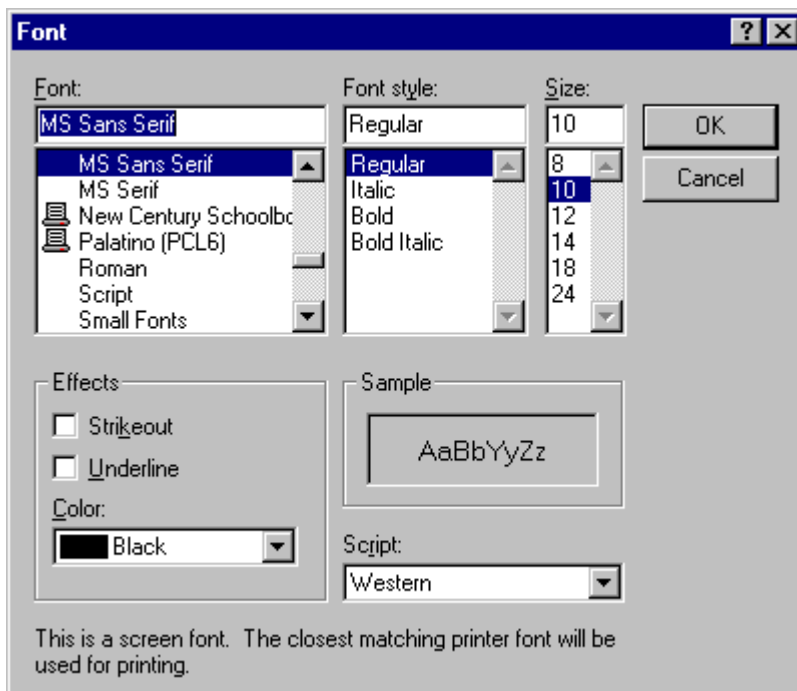 Font
Font:
MS Sans Serif
MS Sans Serif
MS Serif
New Century Schoolbo
Palatino (PCL6)
Roman
Script
Small Fonts
Font style:
Regular
Regular
Italic
Bold
Bold Italic
Size:
10
8
10
12
14
18
24
OK
Cancel
Effects
Strikeout
Underline
Color:
Black
Sample
AaBbYyZz
Script:
Western
This is a screen font.  The closest matching printer font will be
used for printing.